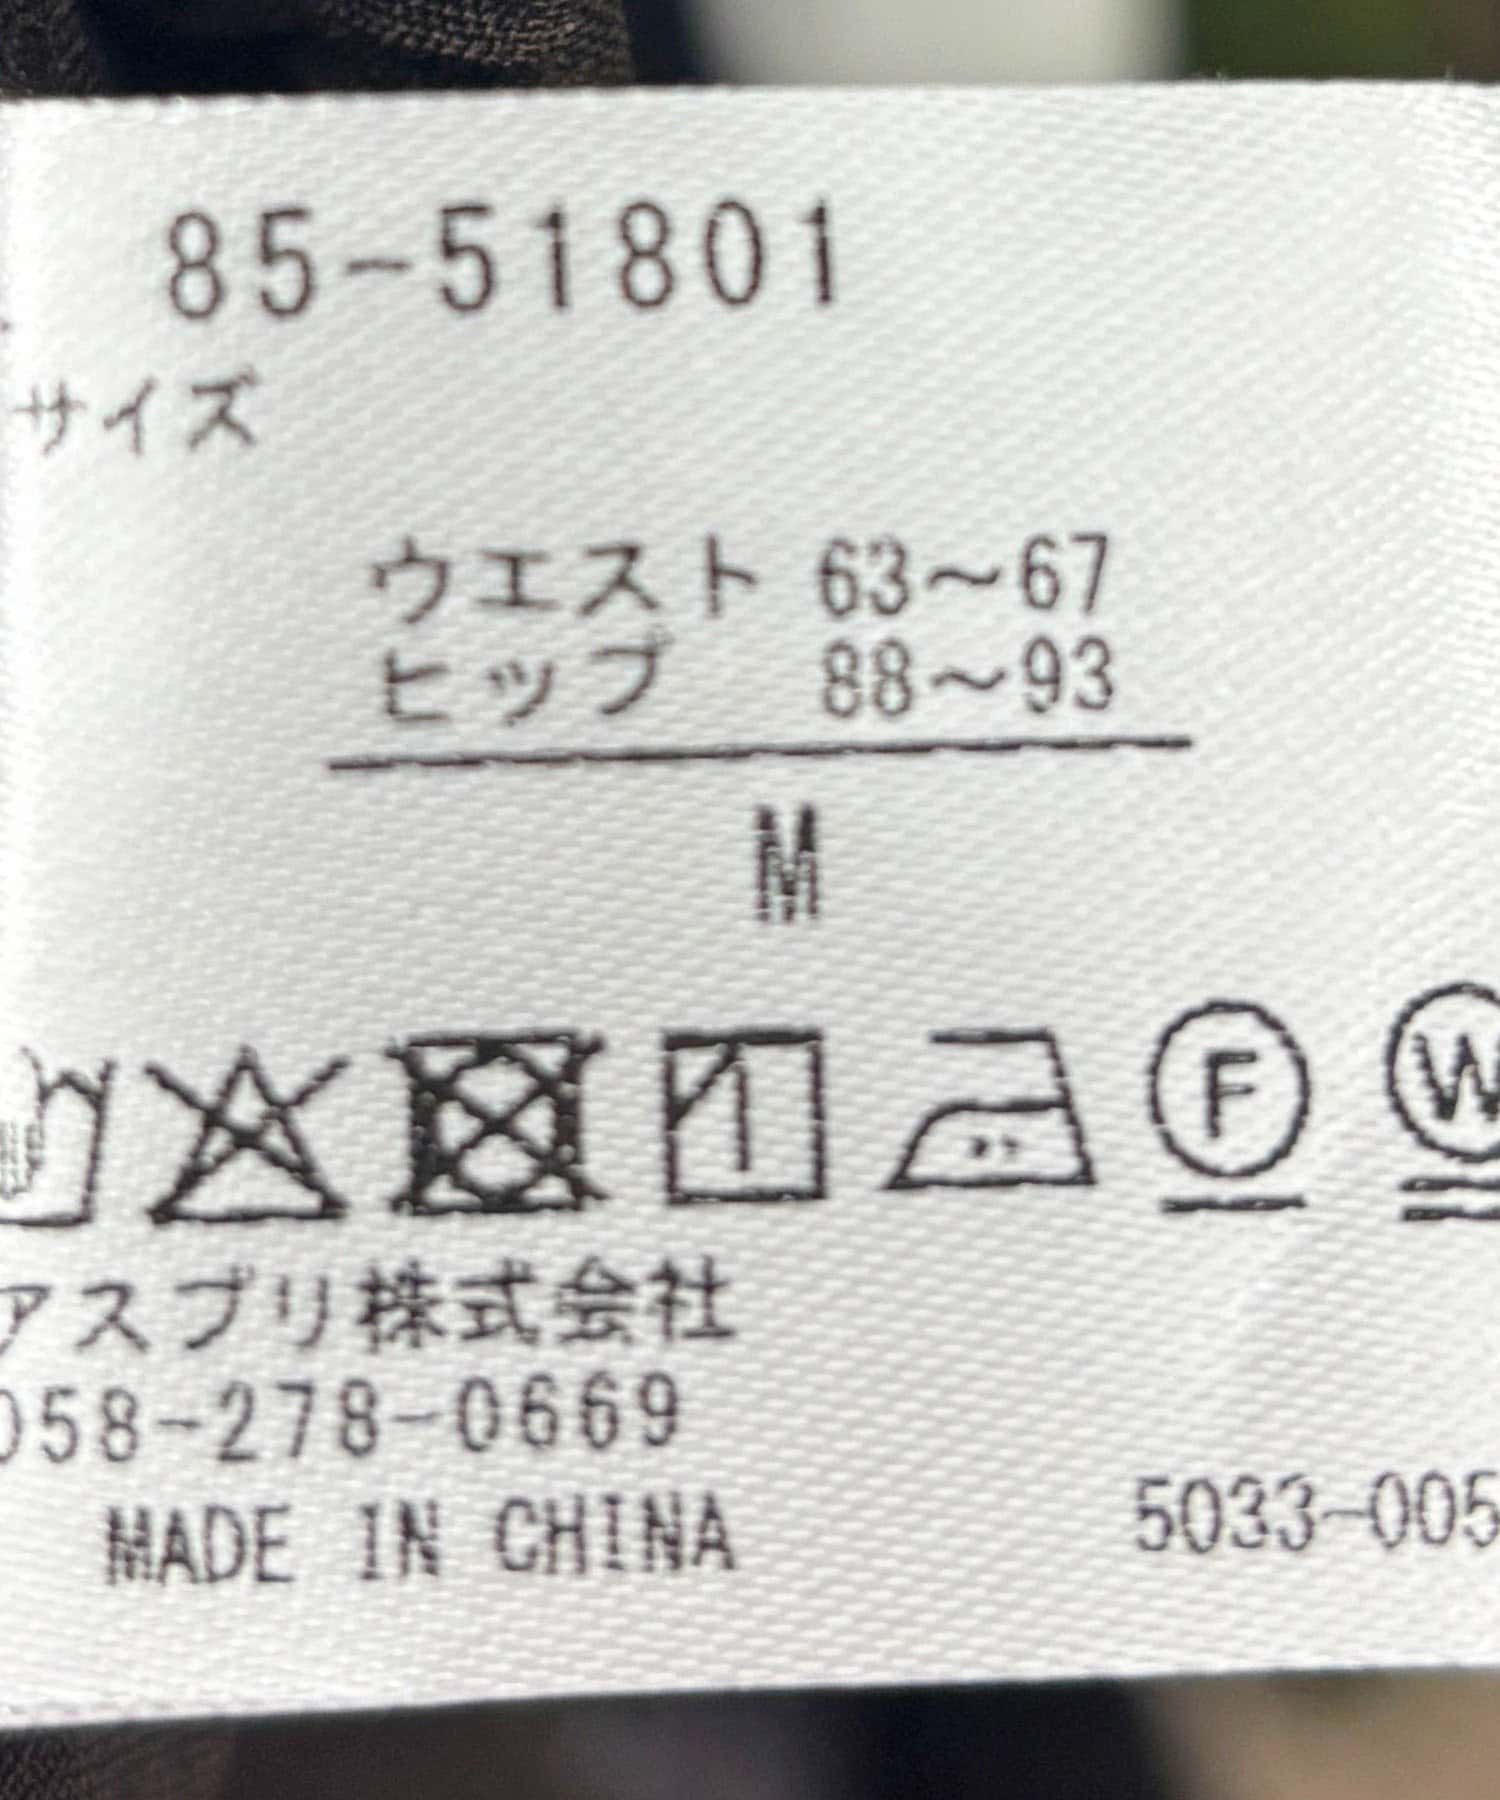 85-51801
サイズ
ウエスト 63～67
ヒップ 88～93
M
F W
アスブリ株式会社
058-278-0669
MADE IN CHINA 5033-005